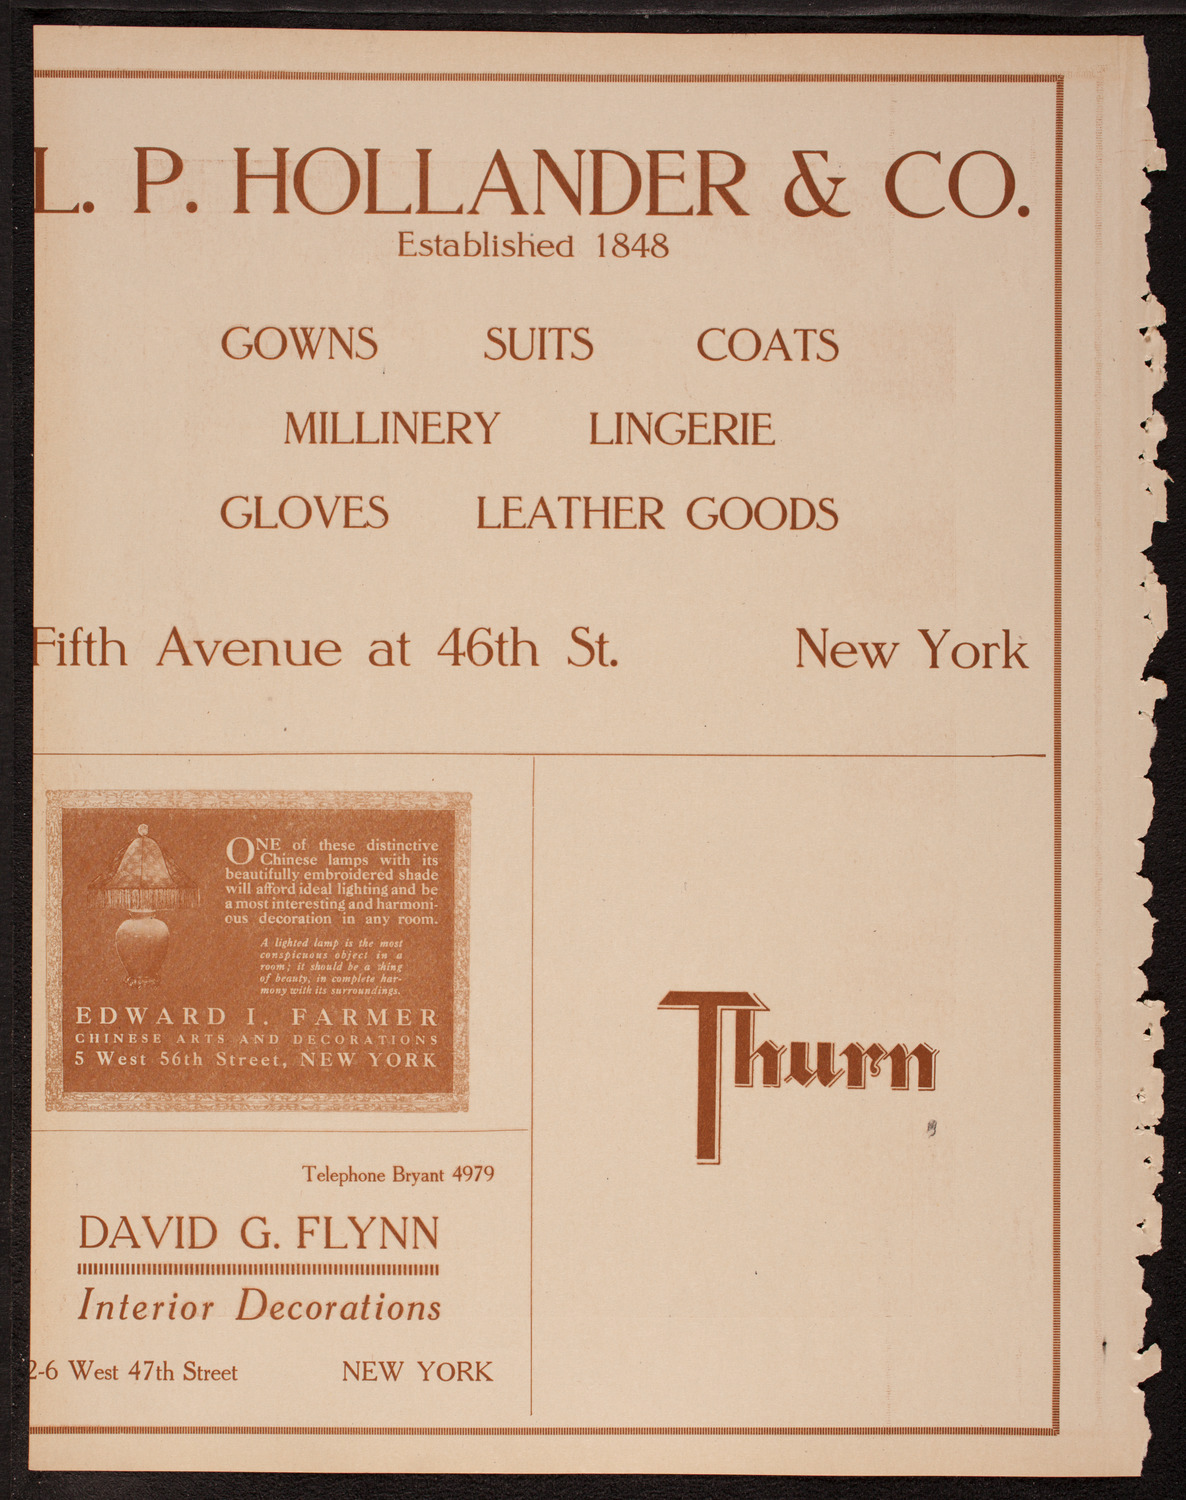 L. P. HOLLANDER & CO.
Established 1848
GOWNS SUITS COATS
MILLINERY LINGERIE
GLOVES LEATHER GOODS
Fifth Avenue at 46th St. New York
ONE of these distinctive
Chinese lamps with its
beautifully embroidered shade
will afford ideal lighting and be
a most interesting and harmoni-
ous decoration in any room.
A lighted lamp is the most
conspicuous object in a
room; it should be a thing
of beauty, in complete har-
mony with its surroundings.
EDWARD I. FARMER
CHINESE ARTS AND DECORATIONS
5 West 56th Street, NEW YORK
Telephone Bryant 4979
DAVID G. FLYNN
Interior Decorations
2-6 West 47th Street NEW YORK
Thurn